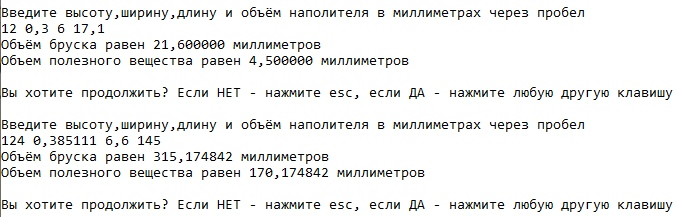 Введите высоту,ширину,длину и объём наполителя в миллиметрах через пробел
12 0,3 6 17,1
Объём бруска равен 21,600000 миллиметров
Объем полезного вещества равен 4,500000 миллиметров
Вы хотите продолжить? Если НЕТ - нажмите esc, если ДА - нажмите любую другую клавишу
Введите высоту,ширину,длину и объём наполителя в миллиметрах через пробел
124 0,385111 6,6 145
Объём бруска равен 315,174842 миллиметров
Объем полезного вещества равен 170,174842 миллиметров
Вы хотите продолжить? Если НЕТ - нажмите esc, если ДА - нажмите любую другую клавишу